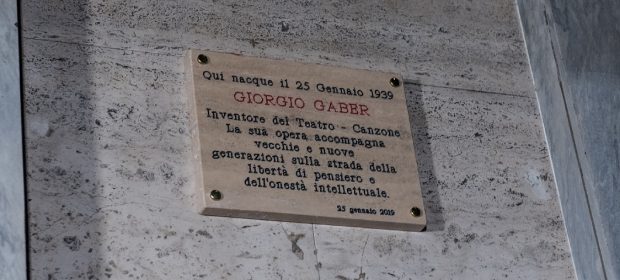 Qui nacque il 25 Gennaio 1939
GIORGIO GABER
Inventore del Teatro - Canzone
La sua opera accompagna
vecchie e nuove
generazioni sulla strada della
libertà di pensiero e
dell'onestà intellettuale.
25 gennaio 2019